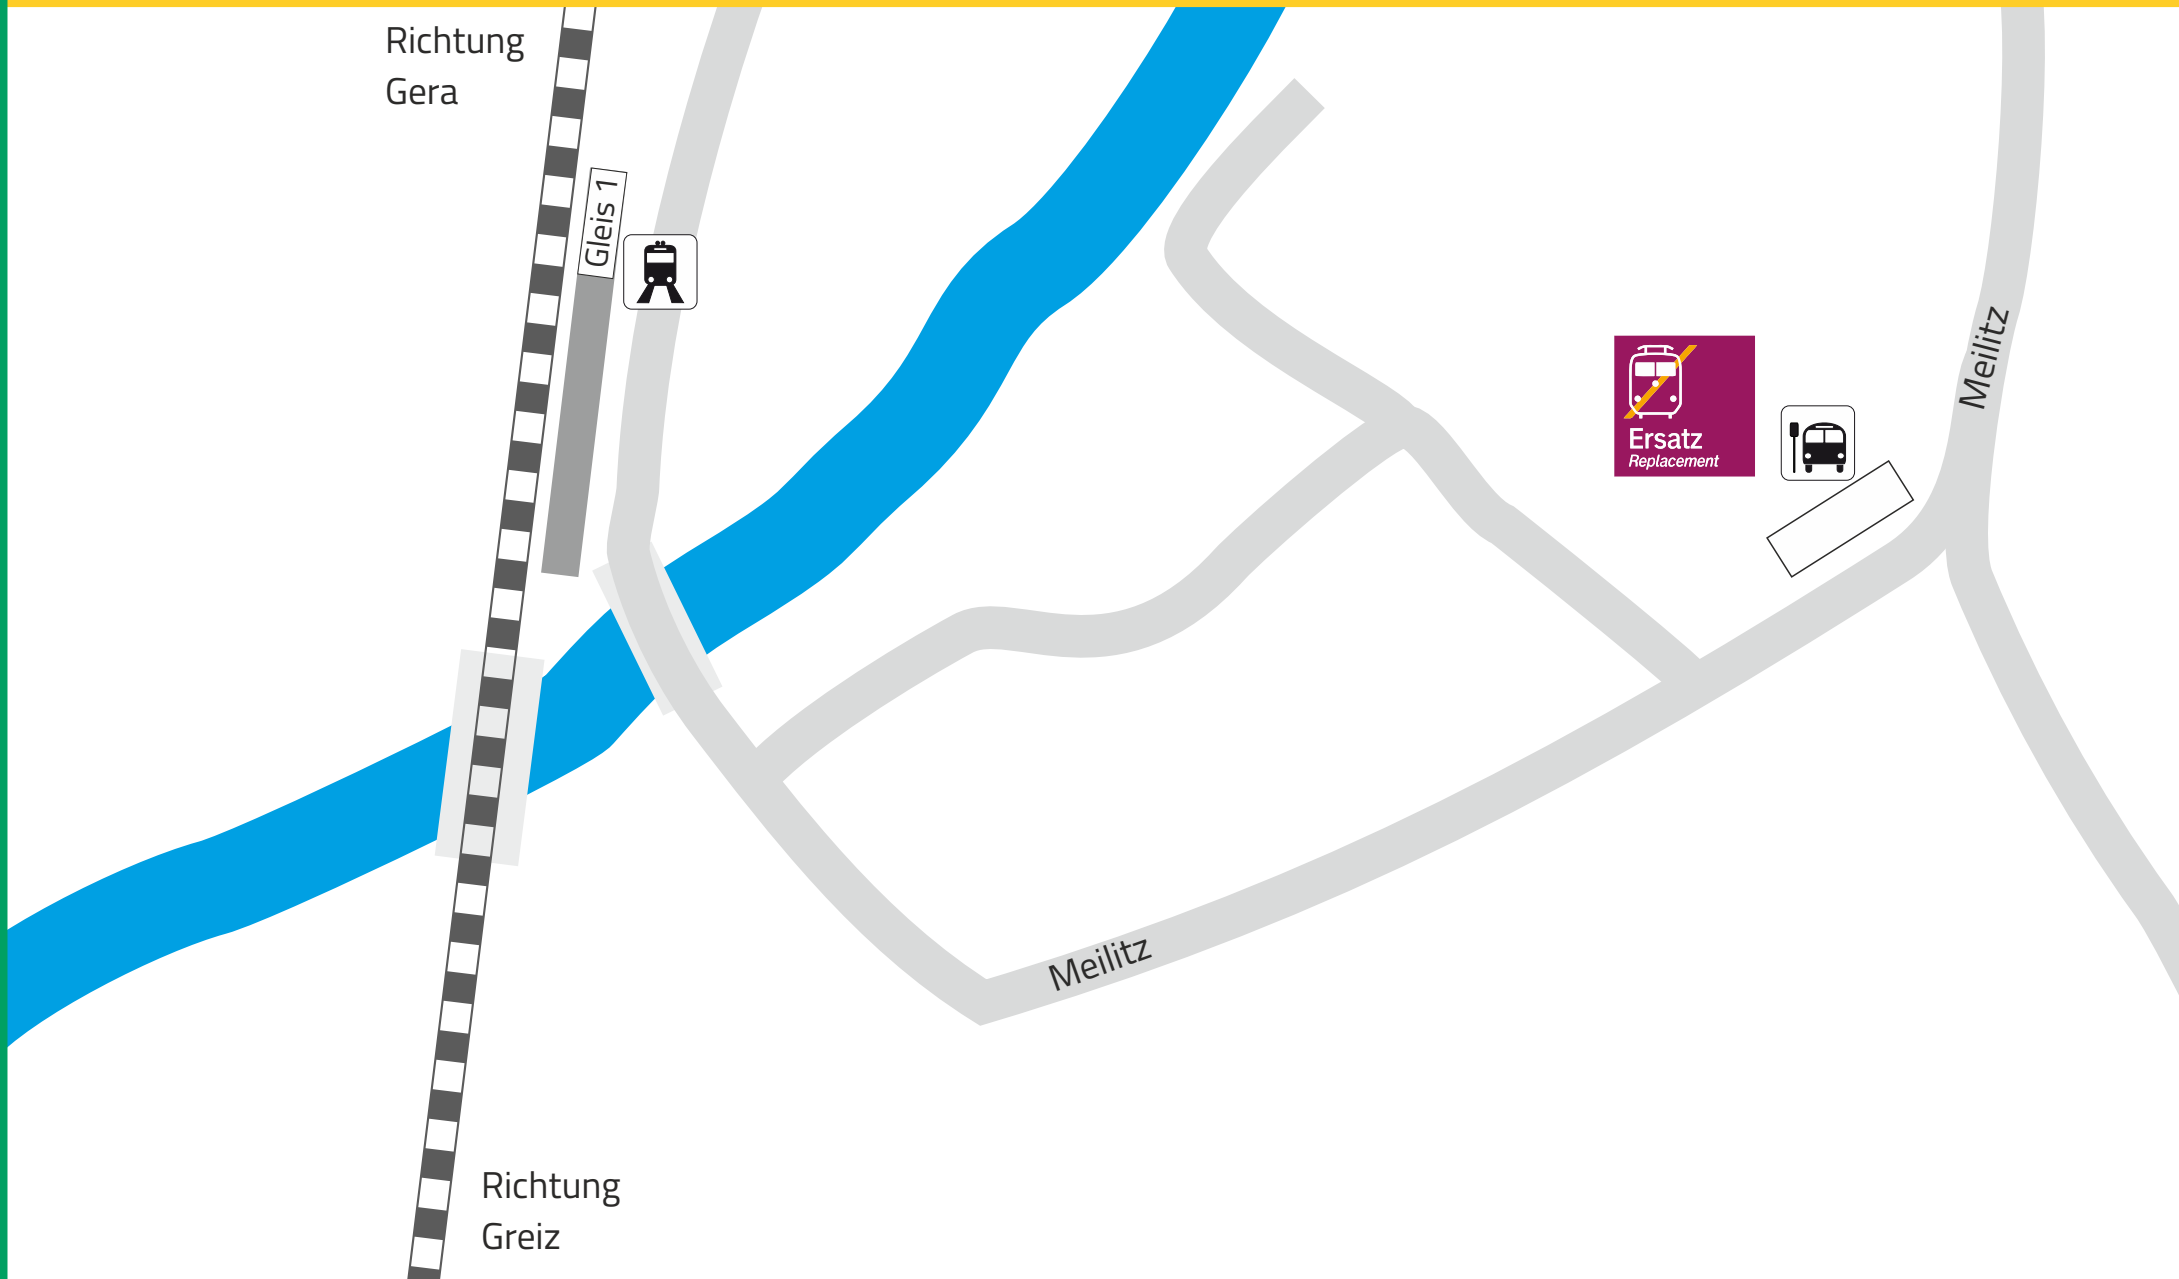 Richtung
Gera
Gleis 1
Meilitz
Ersatz
Replacement
Meilitz
Richtung
Greiz